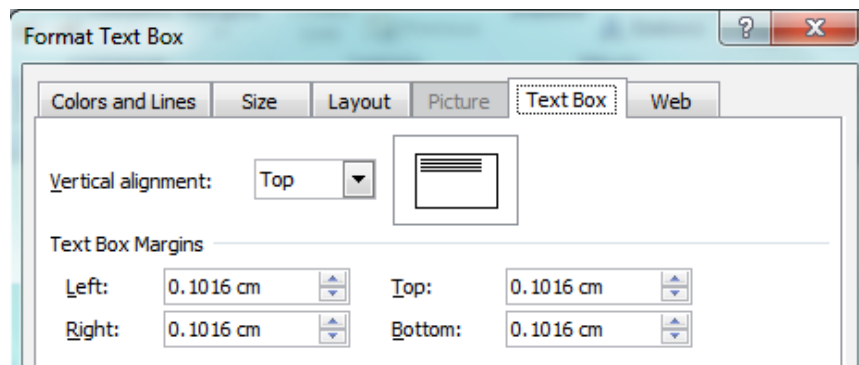 Format Text Box
?
Colors and Lines Size Layout Picture Text Box Web
Vertical alignment: Top
Text Box Margins
Left: 0.1016 cm Top: 0.1016 cm
Right: 0.1016 cm Bottom: 0.1016 cm